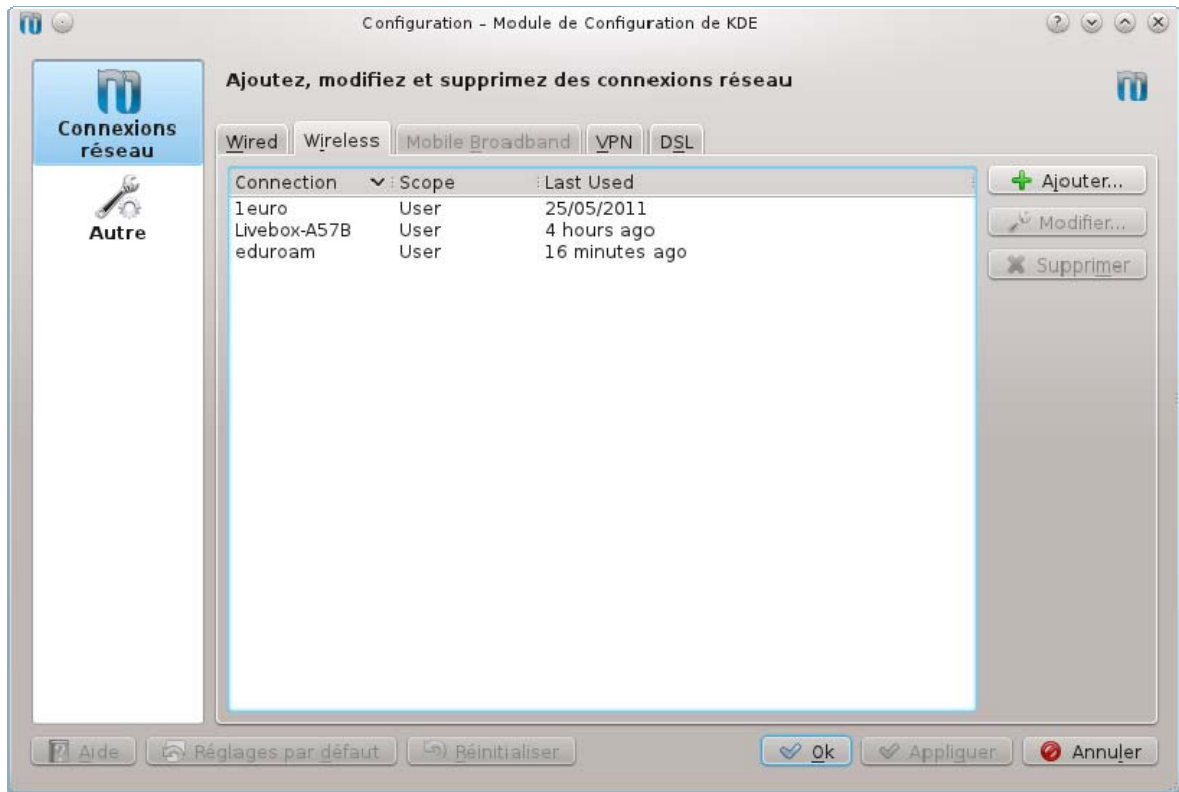 Configuration – Module de Configuration de KDE
Connexions réseau
Autre
Ajoutez, modifiez et supprimez des connexions réseau
Wired Wireless Mobile Broadband VPN DSL
Connection Scope Last Used
1euro User 25/05/2011
Livebox-A57B User 4 hours ago
eduroam User 16 minutes ago
Ajouter...
Modifier...
Supprimer
Aide Réglages par défaut Réinitialiser Ok Appliquer Annuler